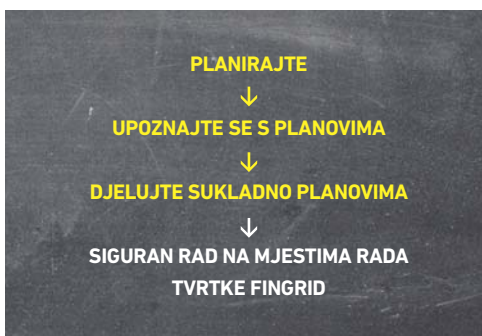 PLANIRAJTE
↓
UPOZNAJTE SE S PLANOVIMA
↓
DJELUJTE SUKLADNO PLANOVIMA
↓
SIGURAN RAD NA MJESTIMA RADA
TVRTKE FINGRID